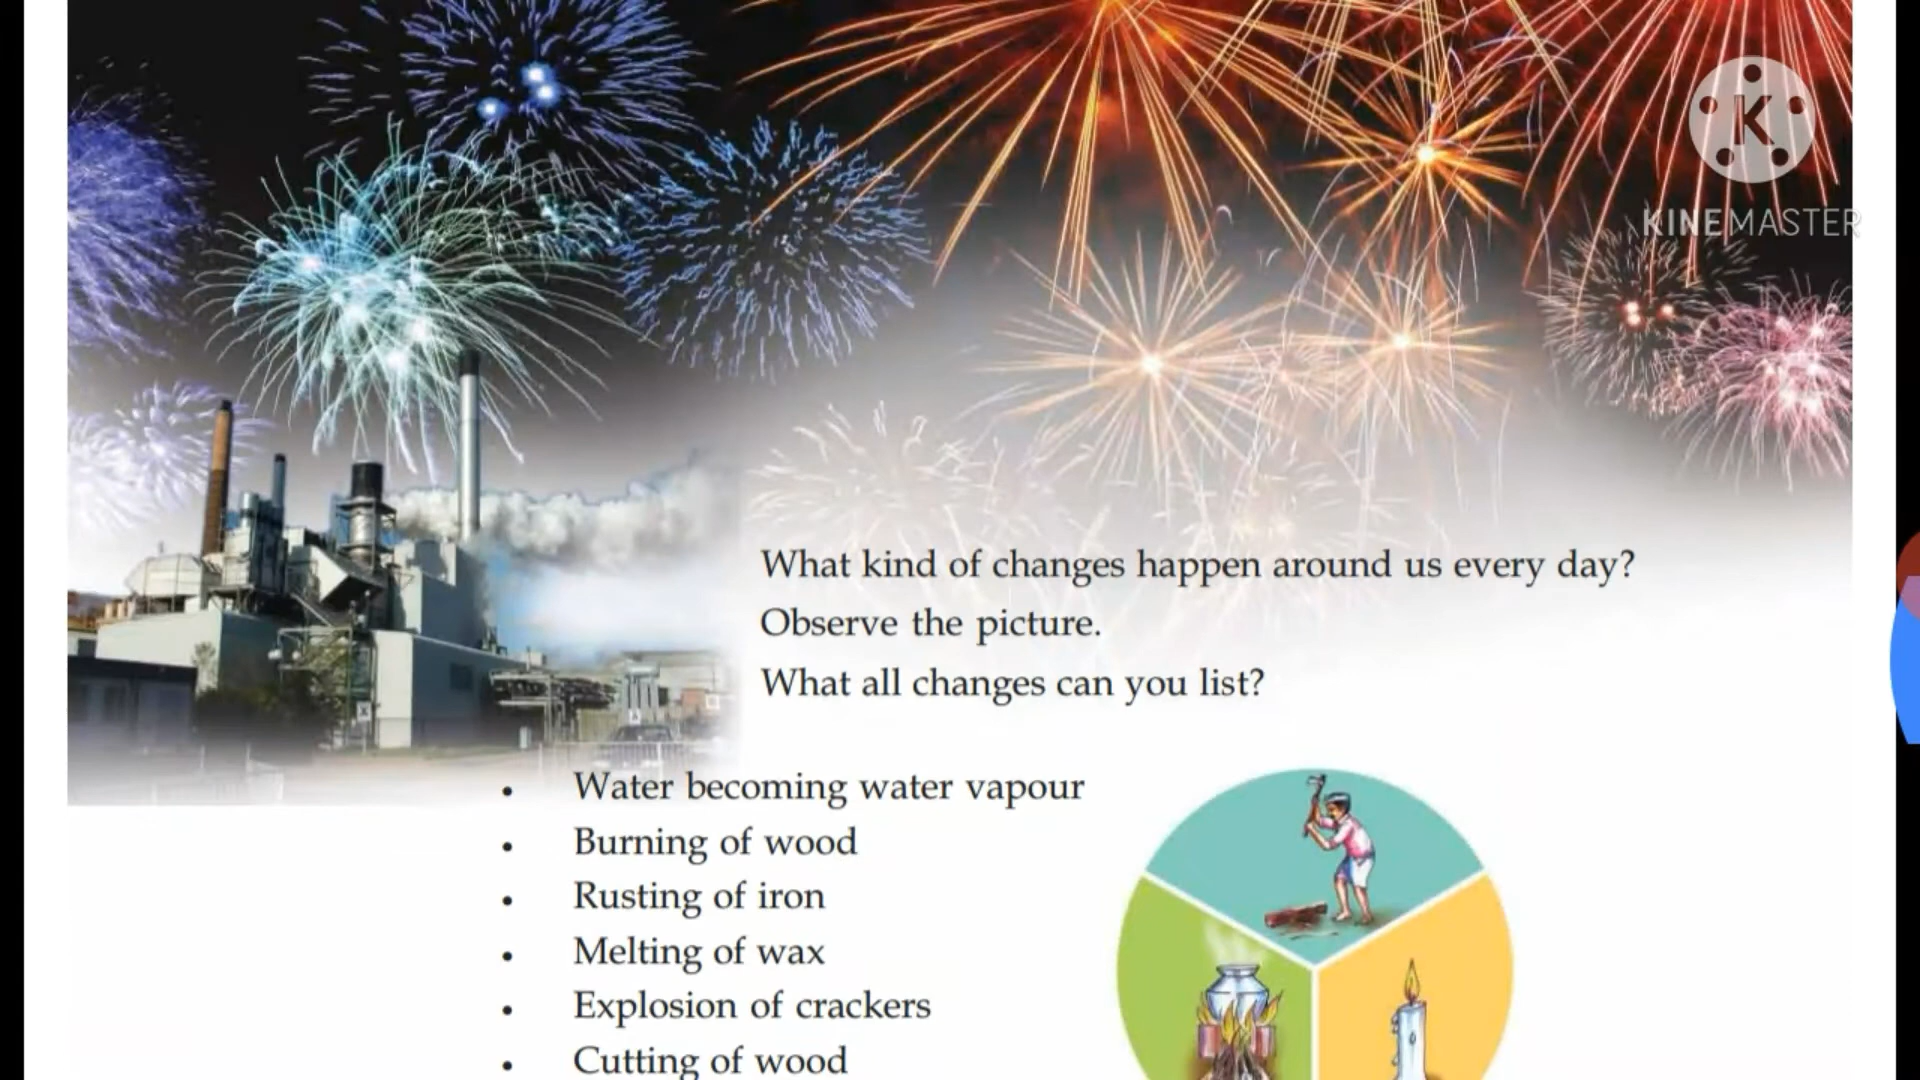 K
KINEMASTER
What kind of changes happen around us every day?
Observe the picture.
What all changes can you list?
• Water becoming water vapour
• Burning of wood
• Rusting of iron
• Melting of wax
• Explosion of crackers
• Cutting of wood